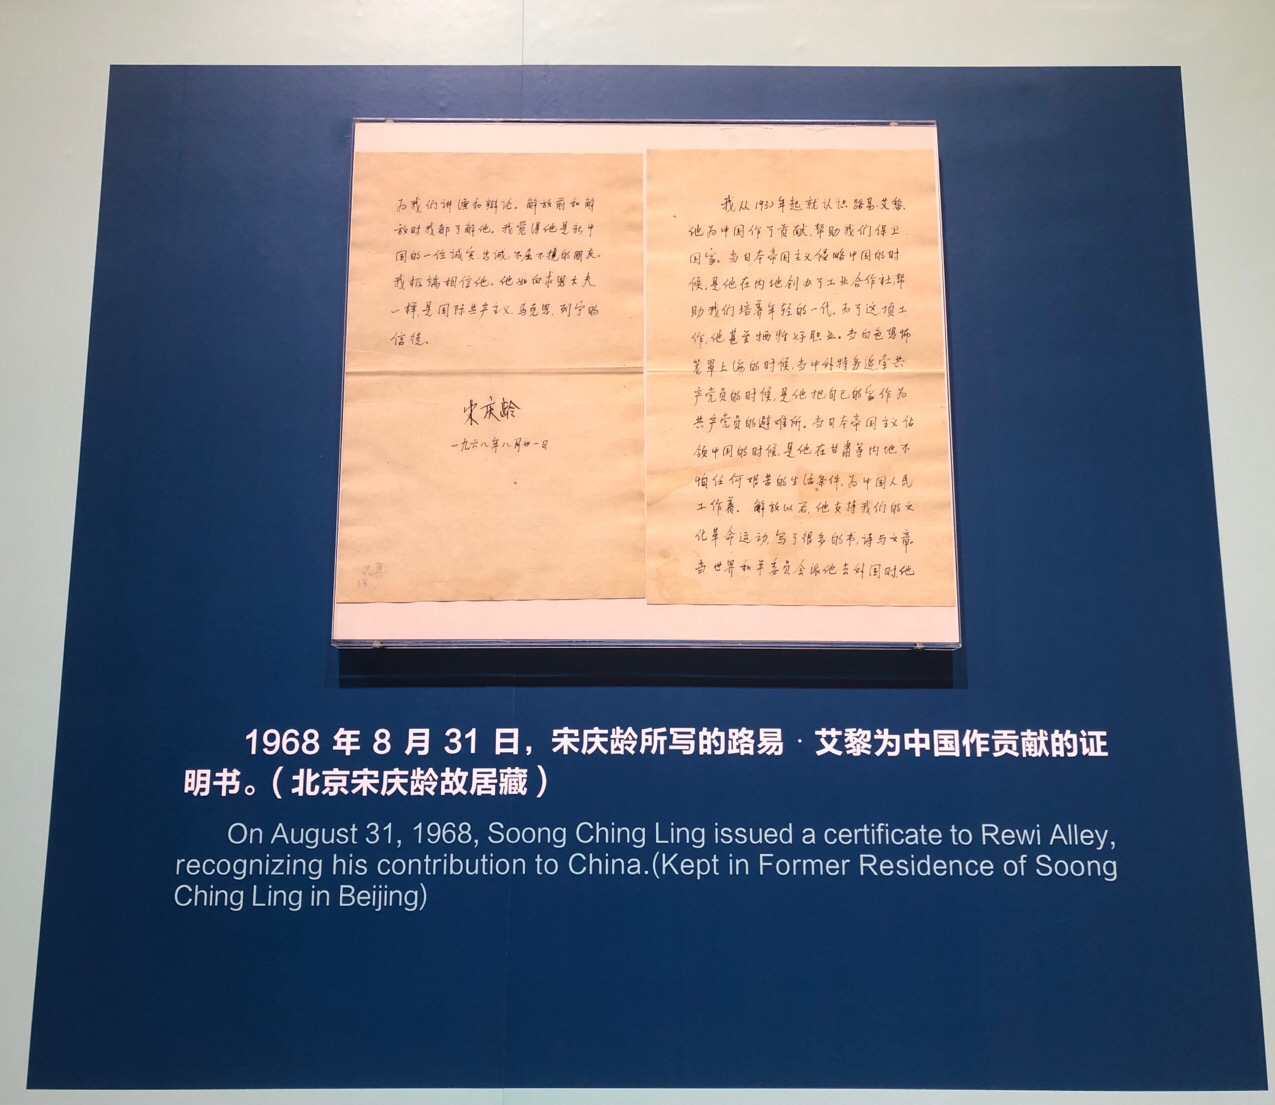 我从1932年起就认识路易·艾黎、
他为中国作了贡献,帮助我们保卫
国家。当日本帝国主义侵略中国的时
候,是他在内地创办了工业合作社帮
助我们培养年轻的一代。为了这项工
作,他甚至牺牲好职业。当白色恐怖
笼罩上海的时候,当中外特务追拿共
产党员的时候,是他把自己的家作为
共产党员的避难所。当日本帝国主义佔
领中国的时候,是他在甘肃等内地不
怕任何艰苦的生活条件,为中国人民
工作着。解放以后,他支持我们的文
化革命运动,写了很多的书,诗与文章。
当世界和平委员会派他去外国时,他
为我们讲演和辩论。解放前和解
放时我都了解他。我觉得他是新中
国的一位诚实、忠诚,不屈不挠的朋友。
我极端相信他。他如白求恩大夫
一样是国际共产主义、马克思,列宁的
信徒。
宋庆龄
一九六八年八月卅一日
1968 年 8 月 31 日,宋庆龄所写的路易·艾黎为中国作贡献的证
明书。(北京宋庆龄故居藏)
On August 31, 1968, Soong Ching Ling issued a certificate to Rewi Alley,
recognizing his contribution to China.(Kept in Former Residence of Soong
Ching Ling in Beijing)